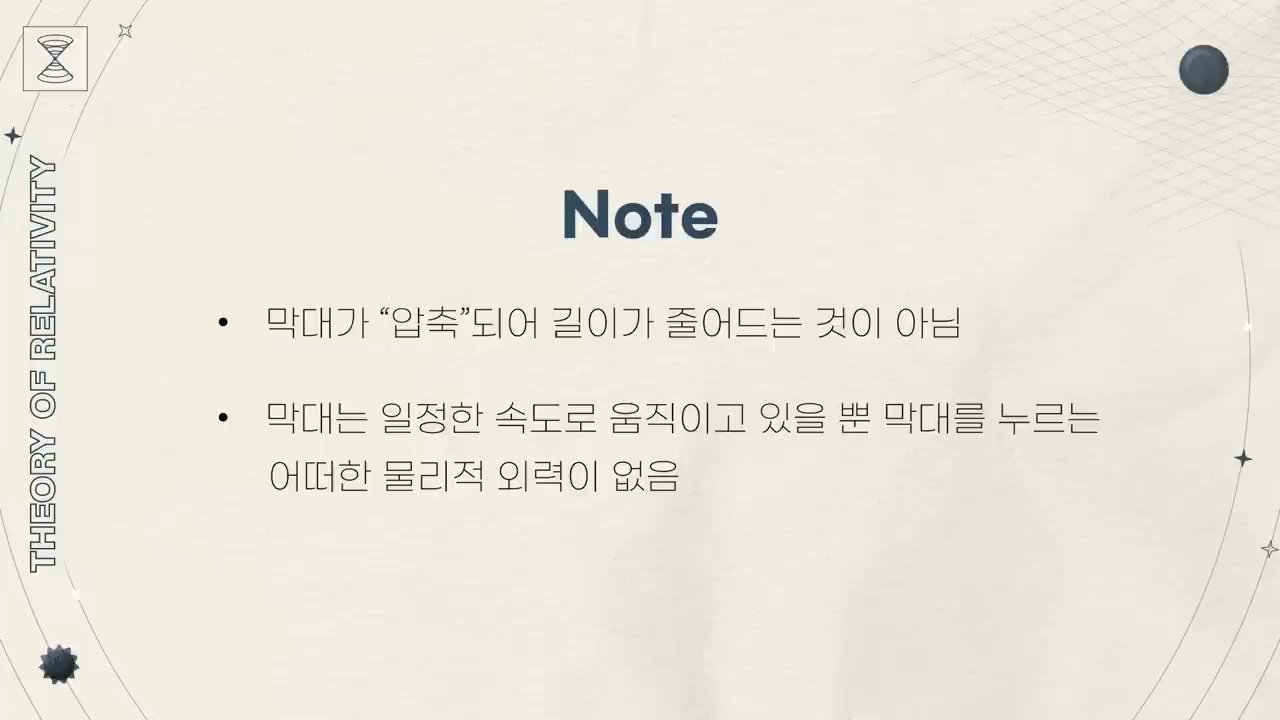 THEORY OF RELATIVITY
Note
• 막대가 “압축”되어 길이가 줄어드는 것이 아님
• 막대는 일정한 속도로 움직이고 있을 뿐 막대를 누르는
어떠한 물리적 외력이 없음